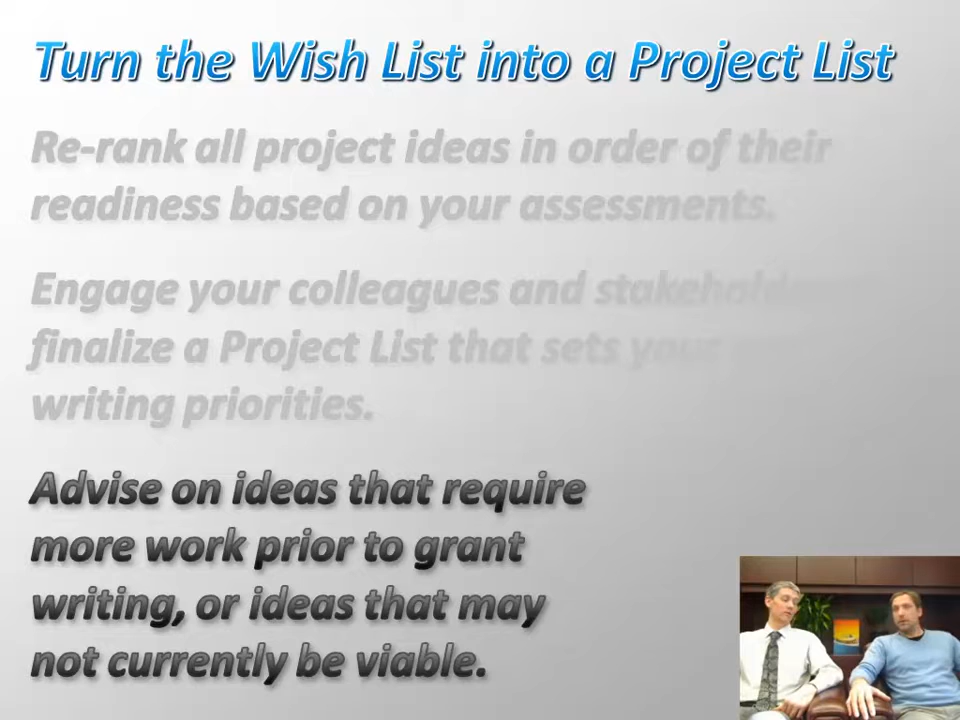 Turn the Wish List into a Project List
Re-rank all project ideas in order of their
readiness based on your assessments.
Engage your colleagues and
finalize a Project List that sets your
writing priorities.
Advise on ideas that require
more work prior to grant
writing, or ideas that may
not currently be viable.